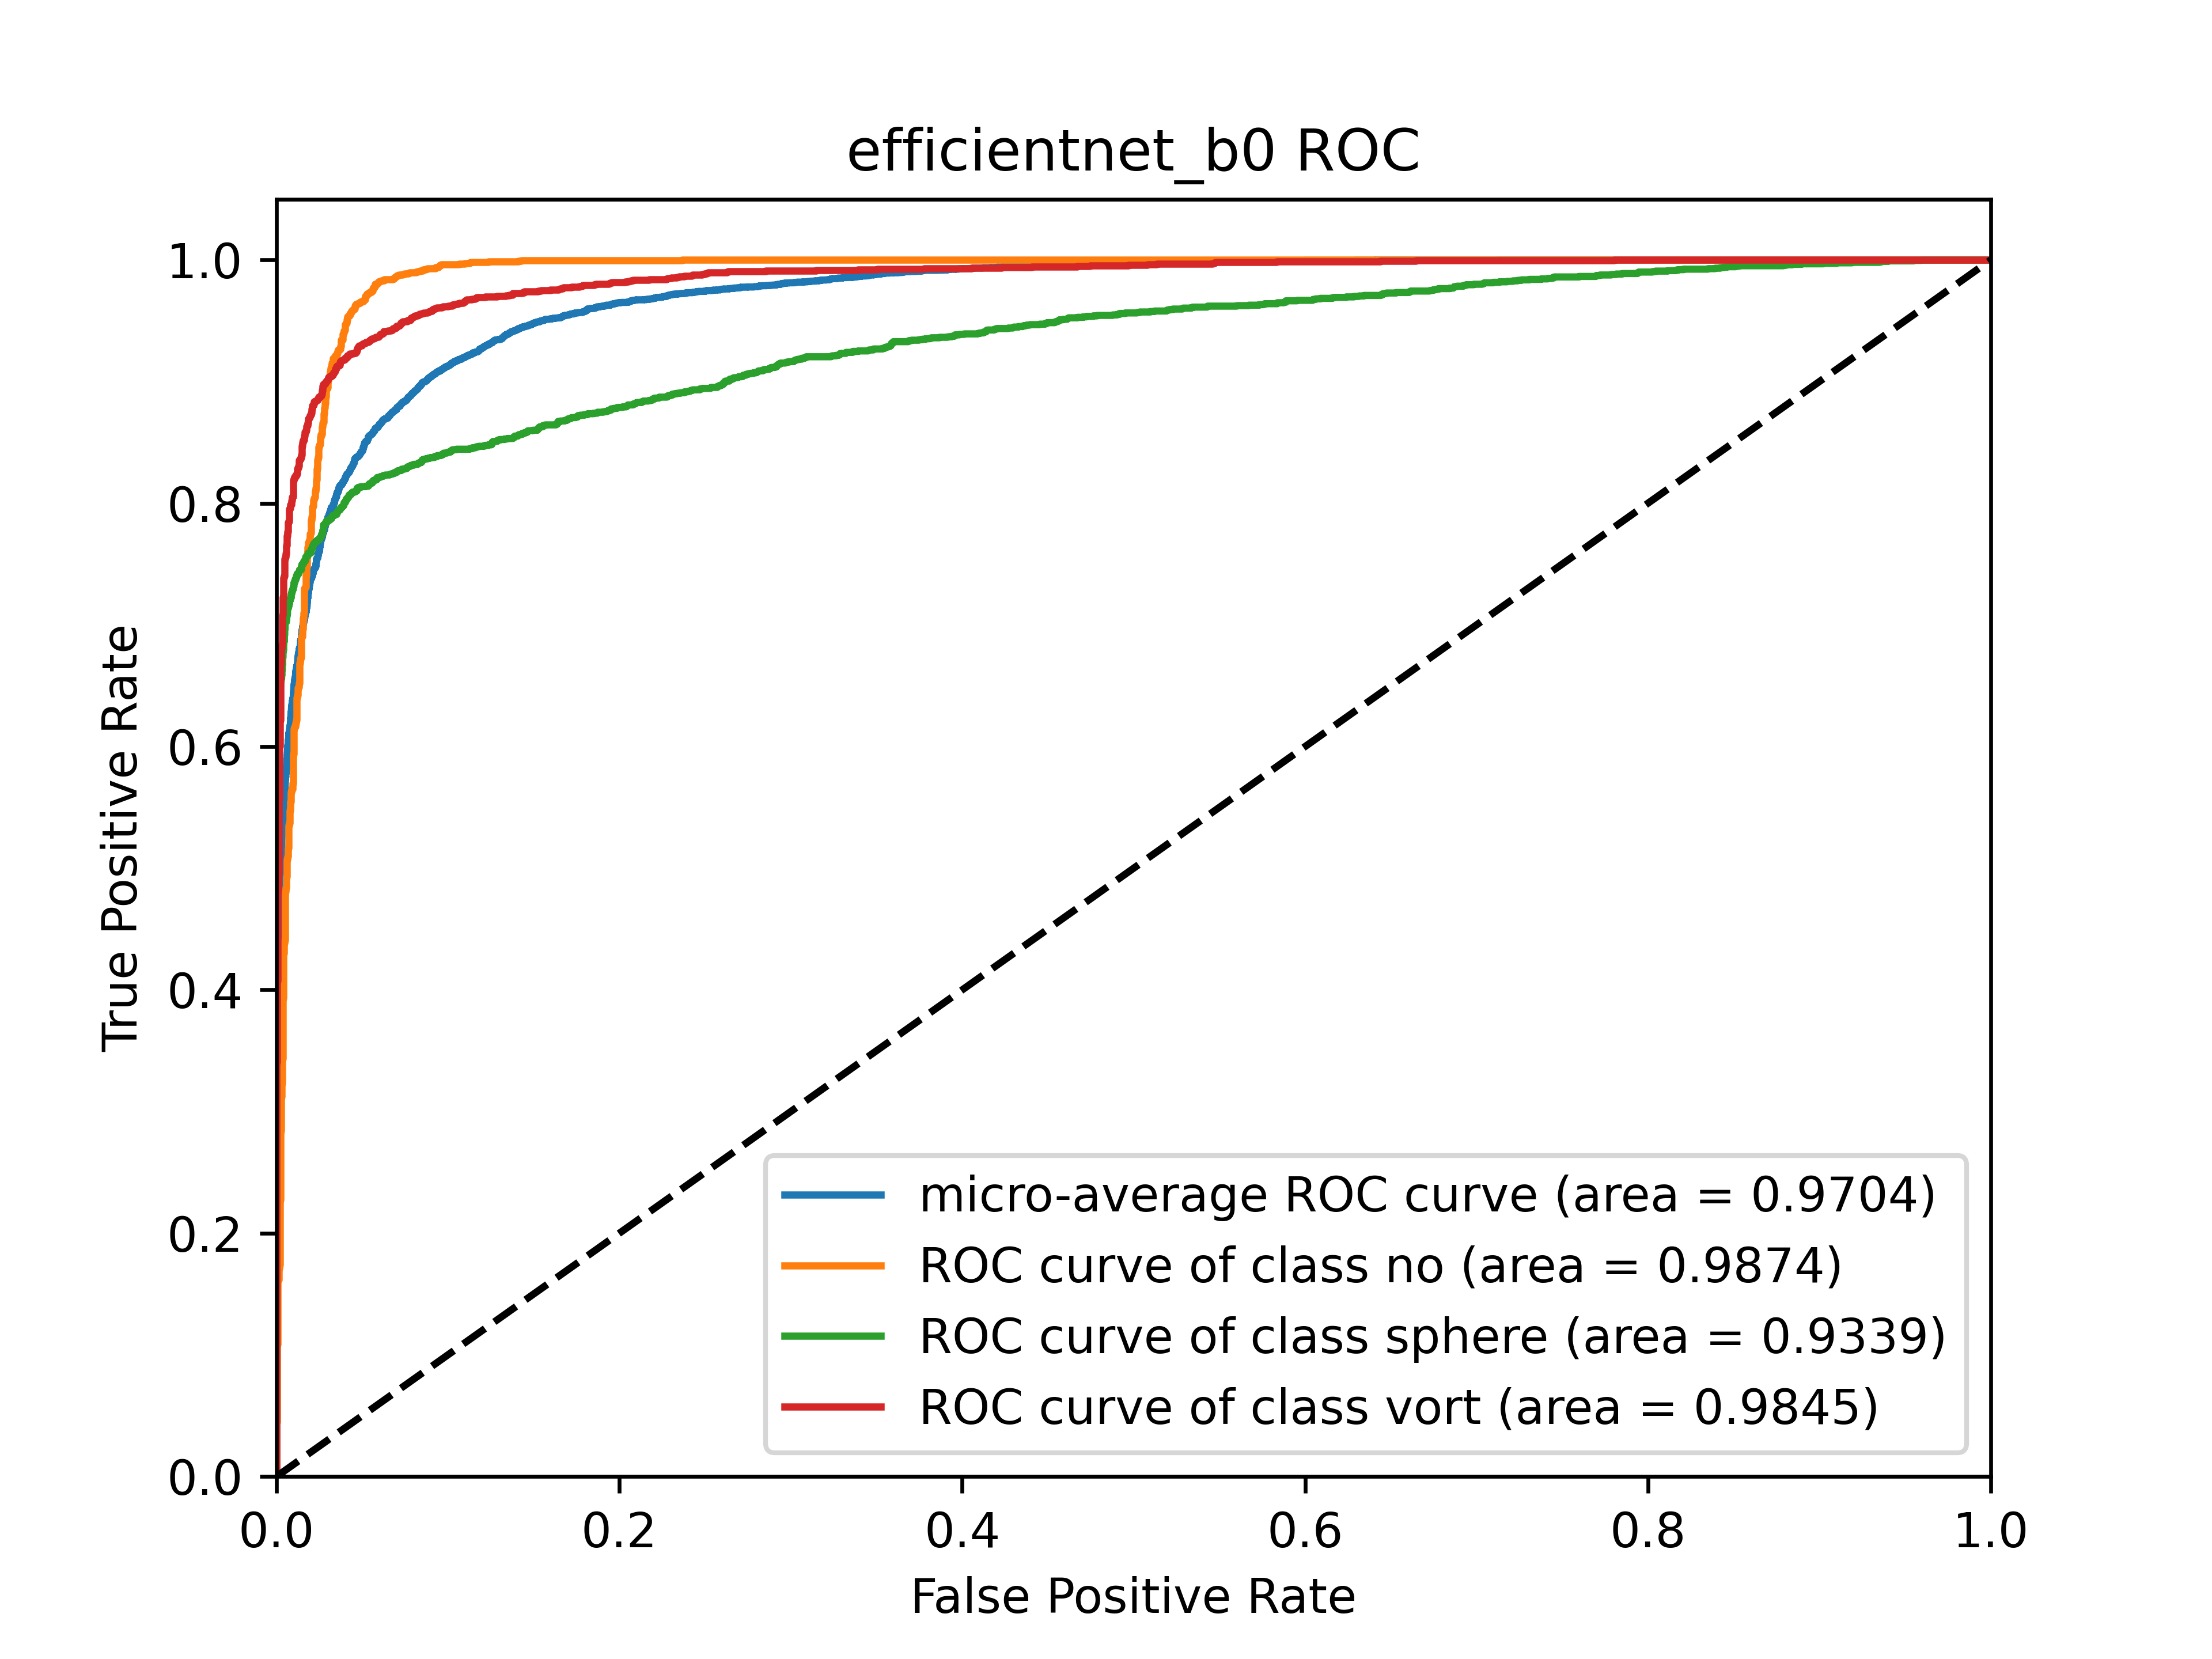 efficientnet_b0 ROC
True Positive Rate
1.0
0.8
0.6
0.4
0.2
0.0
micro-average ROC curve (area = 0.9704)
ROC curve of class no (area = 0.9874)
ROC curve of class sphere (area = 0.9339)
ROC curve of class vort (area = 0.9845)
0.0 0.2 0.4 0.6 0.8 1.0
False Positive Rate